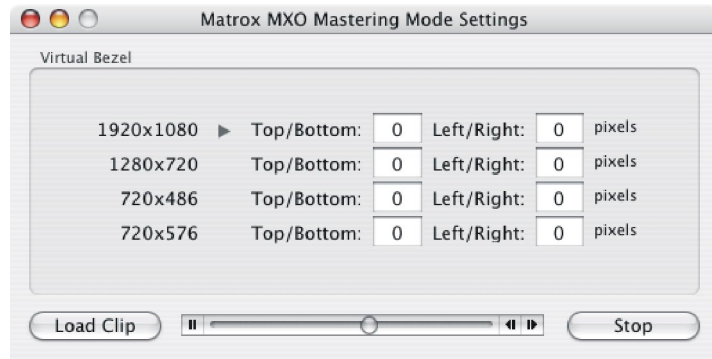 Matrox MXO Mastering Mode Settings
Virtual Bezel
1920x1080 Top/Bottom: 0 Left/Right: 0 pixels
1280x720 Top/Bottom: 0 Left/Right: 0 pixels
720x486 Top/Bottom: 0 Left/Right: 0 pixels
720x576 Top/Bottom: 0 Left/Right: 0 pixels
Load Clip Stop